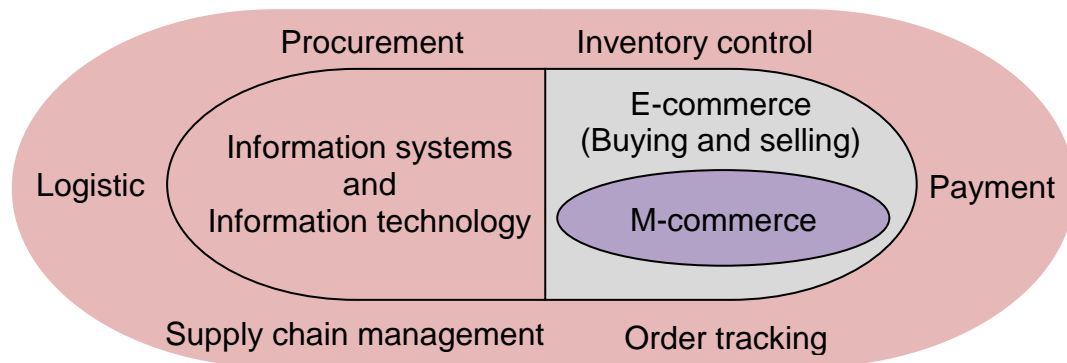 Procurement
Inventory control
E-commerce
(Buying and selling)
Information systems
and
Information technology
Logistic
Payment
M-commerce
Supply chain management
Order tracking